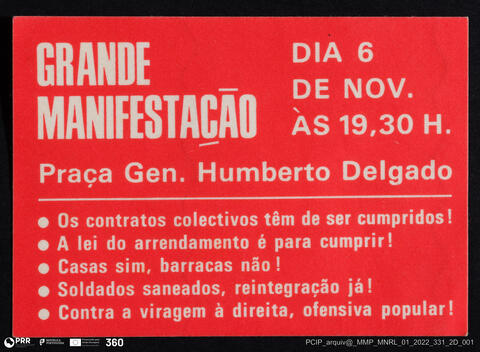 GRANDE
MANIFESTAÇÃO
DIA 6
DE NOV.
ÀS 19,30 H.
Praça Gen. Humberto Delgado
● Os contratos colectivos têm de ser cumpridos!
● A lei do arrendamento é para cumprir!
● Casas sim, barracas não!
● Soldados saneados, reintegração já!
● Contra a viragem à direita, ofensiva popular!
PRR
360
PCIP_arquiv@_MMP_MNRL_01_2022_331_2D_001